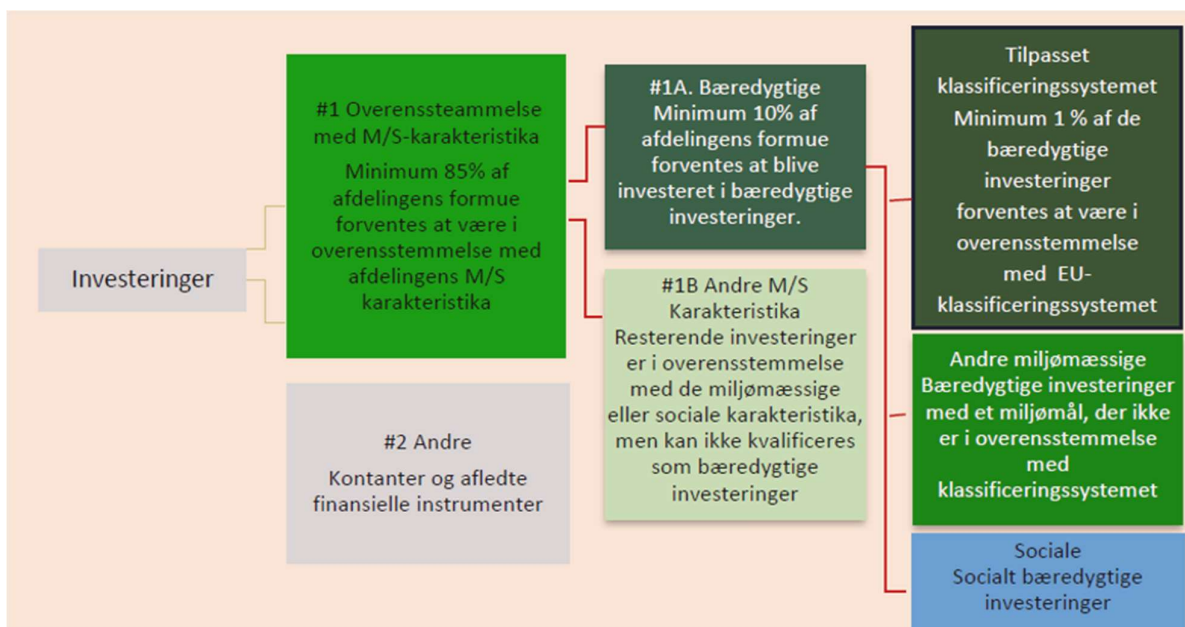 Investeringer
#1 Overenssteammelse
med M/S-karakteristika
Minimum 85% af
afdelingens formue
forventes at være i
overensstemmelse med
afdelingens M/S
karakteristika
#2 Andre
Kontanter og afledte
finansielle instrumenter
#1A. Bæredygtige
Minimum 10% af
afdelingens formue
forventes at blive
investeret i bæredygtige
investeringer.
#1B Andre M/S
Karakteristika
Resterende investeringer
er i overensstemmelse
med de miljømæssige
eller sociale karakteristika,
men kan ikke kvalificeres
som bæredygtige
investeringer
Tilpasset
klassificeringssystemet
Minimum 1 % af de
bæredygtige
investeringer
forventes at være i
overensstemmelse
med EU-
klassificeringssystemet
Andre miljømæssige
Bæredygtige investeringer
med et miljømål, der ikke
er i overensstemmelse
med
klassificeringssystemet
Sociale
Socialt bæredygtige
investeringer